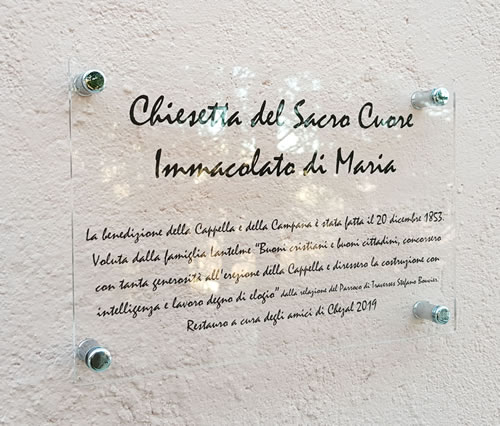 Chiesetta del Sacro Cuore
Immacolato di Maria
La benedizione della Cappella e della Campana è stata fatta il 20 dicembre 1853.
Voluta dalla famiglia Lantelme "Buoni cristiani e buoni cittadini, concorsero
con tanta generosità all'erezione della Cappella e diressero la costruzione con
intelligenza e lavoro degno di elogio" dalla relazione del Parroco di Traverses Stefano Bouvier.
Restauro a cura degli amici di Chezal 2019